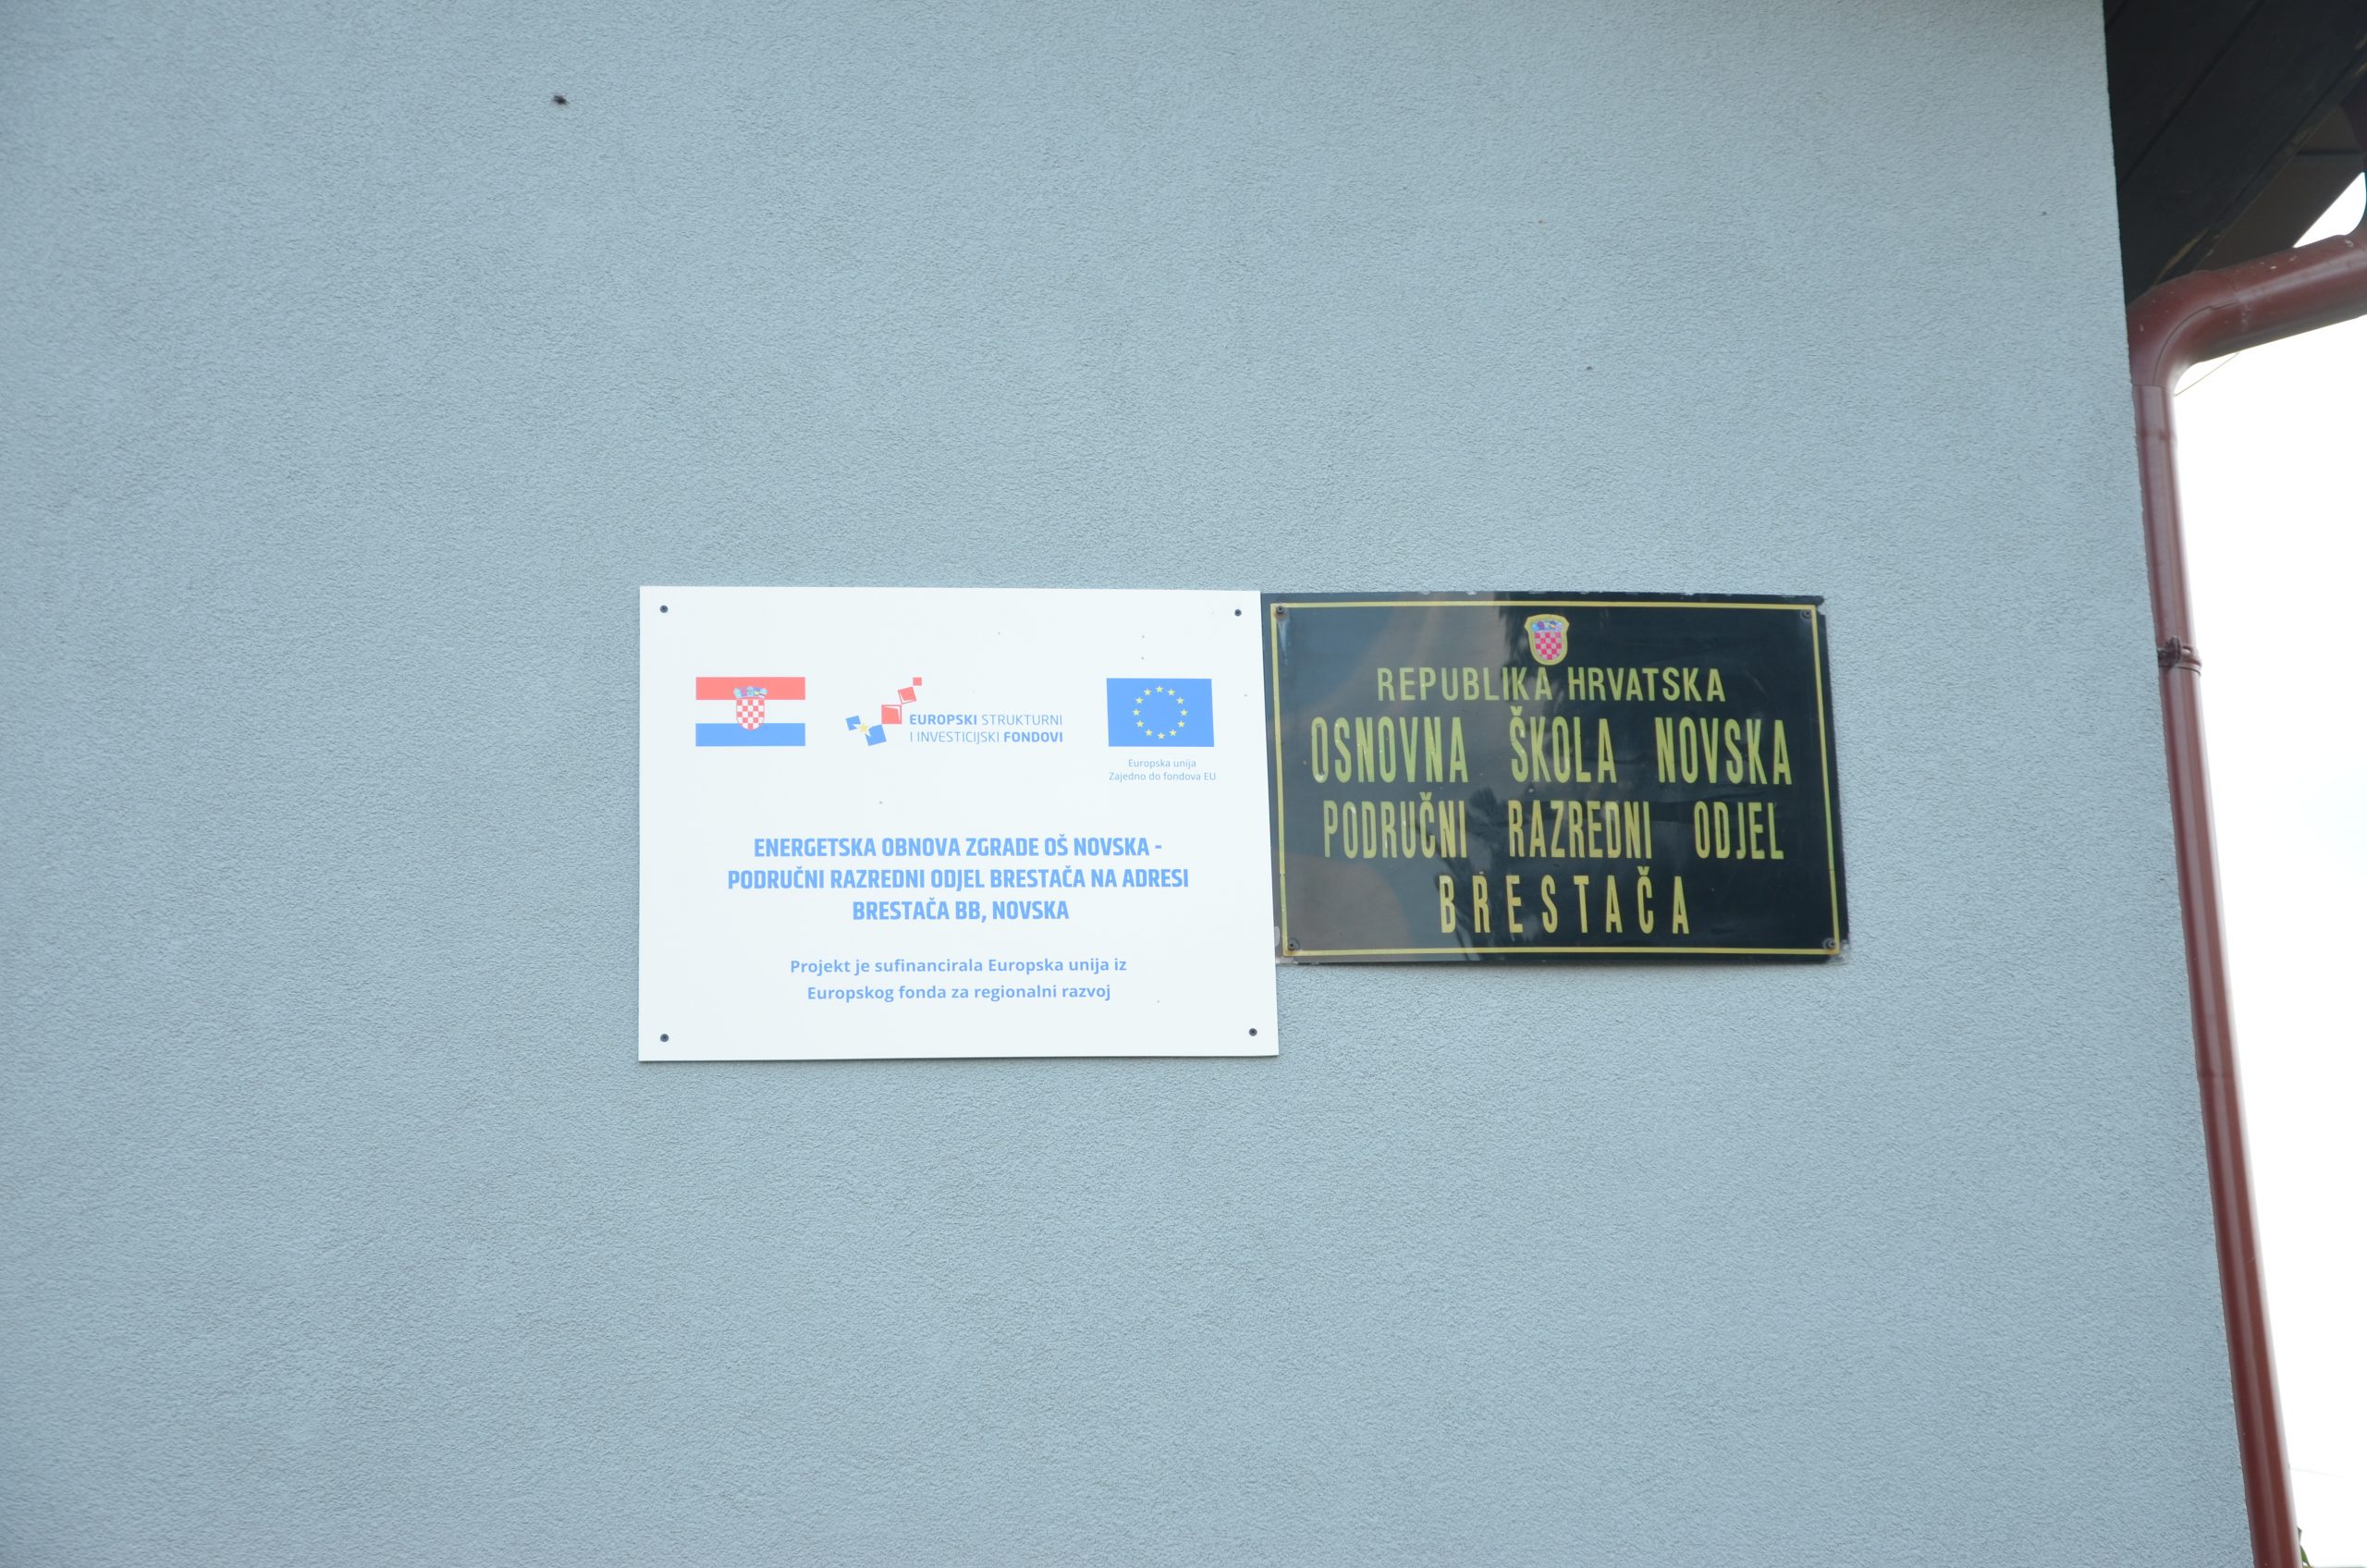 EUROPSKI STRUKTURNI
I INVESTICIJSKI FONDOVI
Europska unija
Zajedno do fondova EU
ENERGETSKA OBNOVA ZGRADE OŠ NOVSKA -
PODRUČNI RAZREDNI ODJEL BRESTAČA NA ADRESI
BRESTAČA BB, NOVSKA
Projekt je sufinancirala Europska unija iz
Europskog fonda za regionalni razvoj
REPUBLIKA HRVATSKA
OSNOVNA ŠKOLA NOVSKA
PODRUČNI RAZREDNI ODJEL
BRESTAČA